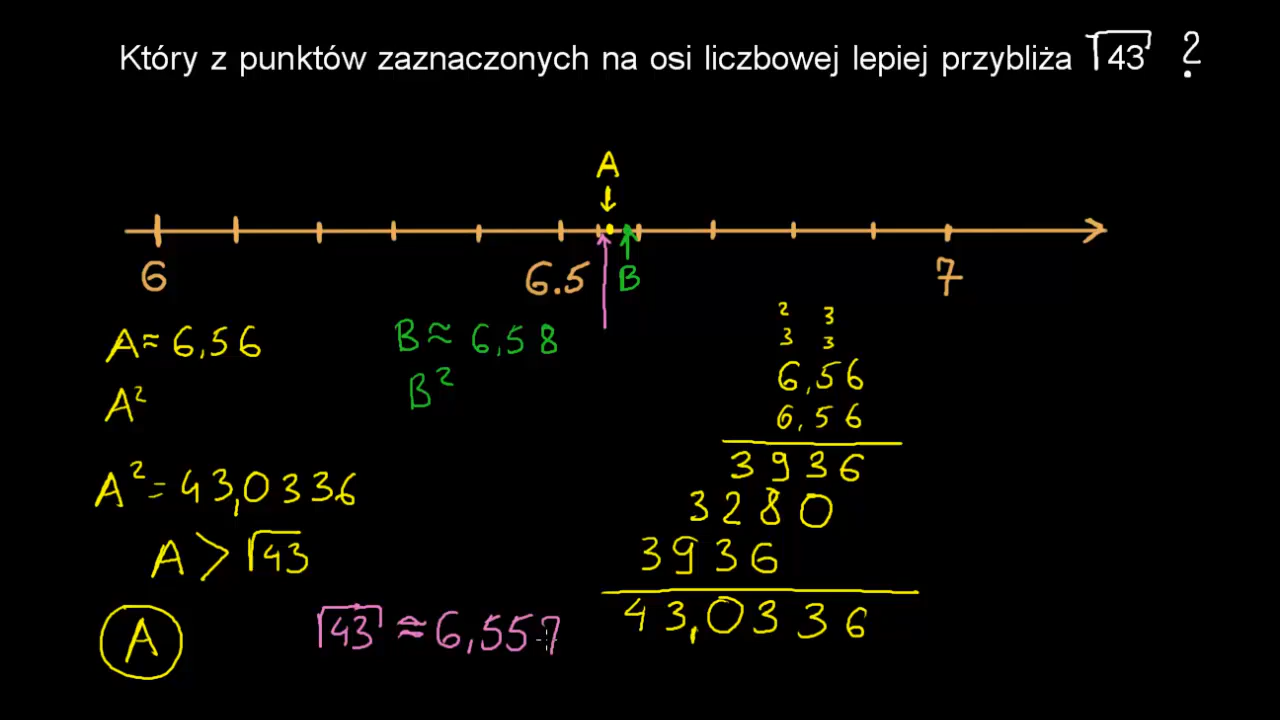 Który z punktów zaznaczonych na osi liczbowej lepiej przybliża √43 ?
A
6 6.5 B 7
A ≈ 6,56
B ≈ 6,58
A²
B²
A² = 43,0336
A > √43
A
√43 ≈ 6,557
2 3
3 3
6,56
6,56
3936
3280
3936
43,0336